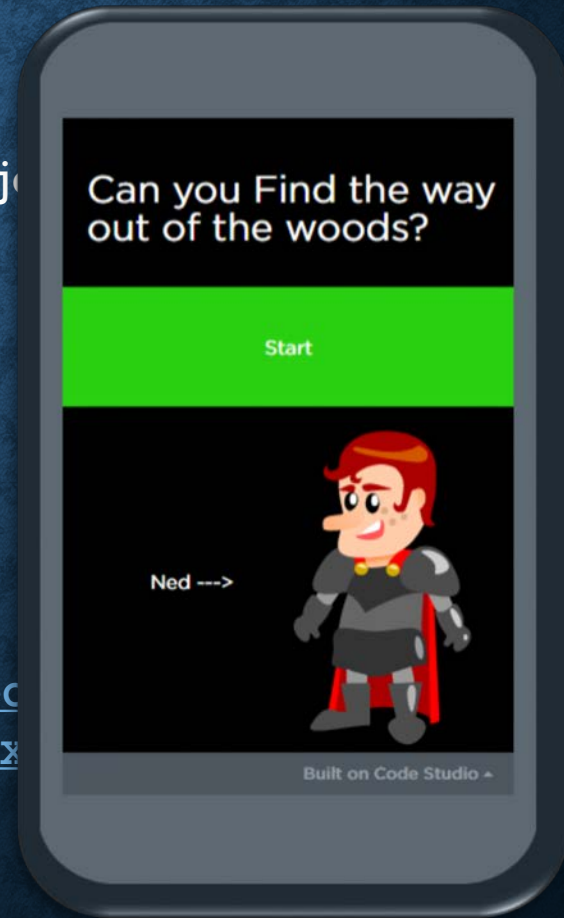 Can you Find the way
out of the woods?
Start
Ned --->
Built on Code Studio